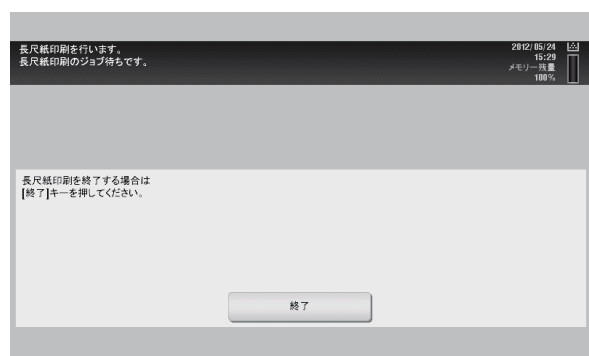 長尺紙印刷を行います。
長尺紙印刷のジョブ待ちです。
2012/05/24
15:29
メモリー残量
100%
長尺紙印刷を終了する場合は
[終了]キーを押してください。
終了